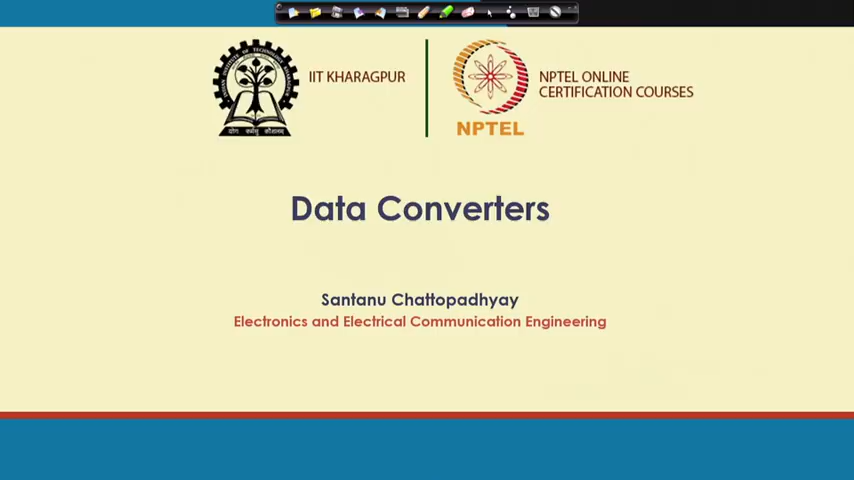 IIT KHARAGPUR
NPTEL ONLINE
CERTIFICATION COURSES
NPTEL
Data Converters
Santanu Chattopadhyay
Electronics and Electrical Communication Engineering